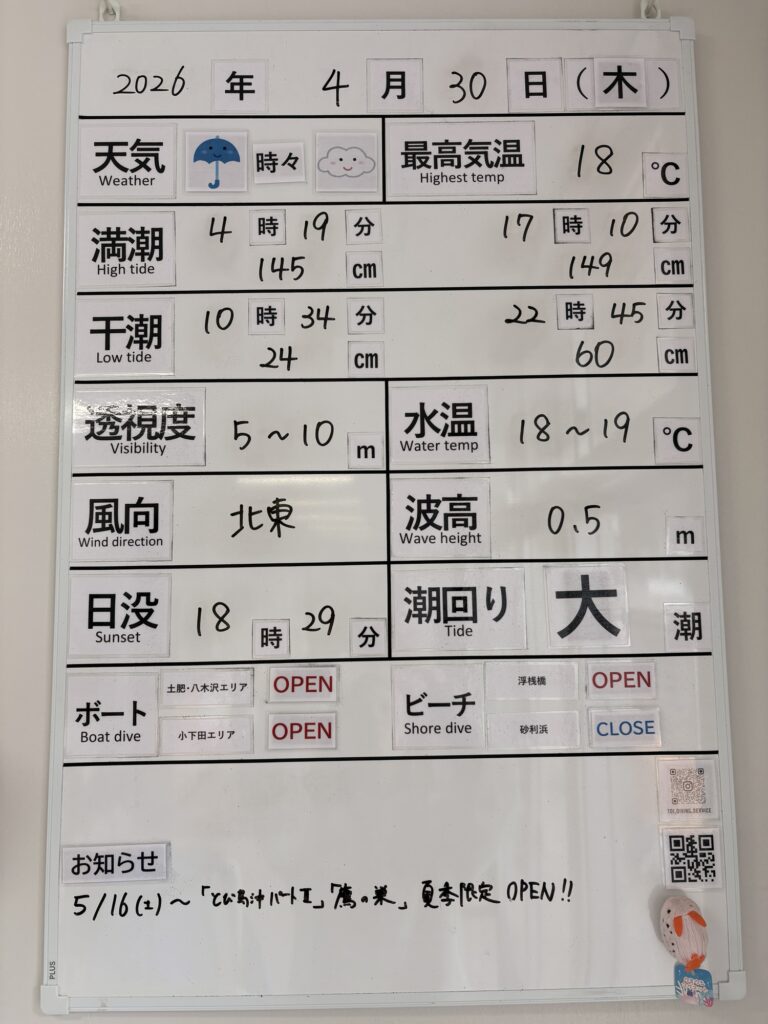 2026 年 4 月 30 日 (木)
天気 時々
Weather
最高気温 18 ℃
Highest temp
満潮 4 時 19 分 17 時 10 分
High tide 145 cm 149 cm
干潮 10 時 34 分 22 時 45 分
Low tide 24 cm 60 cm
透視度 5～10 m
Visibility
水温 18～19 ℃
Water temp
風向 北東
Wind direction
波高 0.5 m
Wave height
日没 18 時 29 分
Sunset
潮回り 大 潮
Tide
ボート 土肥・八木沢エリア OPEN
Boat dive 小下田エリア OPEN
ビーチ 浮桟橋 OPEN
Shore dive 砂利浜 CLOSE
TOI.DIVING.SERVICE
お知らせ
5/16(土)～「とび島沖パートⅡ」「鷹の巣」夏季限定 OPEN!!
PLUS